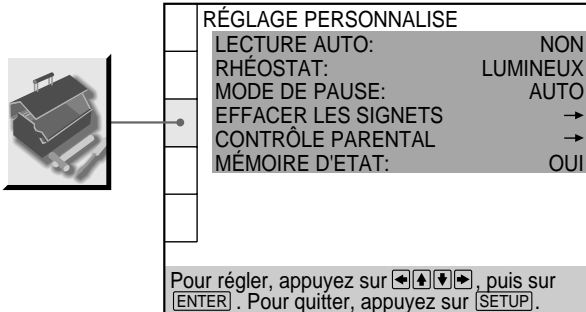 RÉGLAGE PERSONNALISE
LECTURE AUTO: NON
RHÉOSTAT: LUMINEUX
MODE DE PAUSE: AUTO
EFFACER LES SIGNETS →
CONTRÔLE PARENTAL →
MÉMOIRE D'ETAT: OUI
Pour régler, appuyez sur ←↑↓→, puis sur
ENTER . Pour quitter, appuyez sur SETUP.